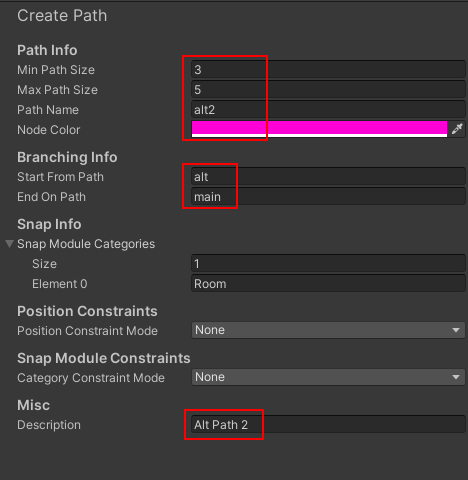 Create Path
Path Info
Min Path Size 3
Max Path Size 5
Path Name alt2
Node Color
Branching Info
Start From Path alt
End On Path main
Snap Info
Snap Module Categories
Size 1
Element 0 Room
Position Constraints
Position Constraint Mode None
Snap Module Constraints
Category Constraint Mode None
Misc
Description Alt Path 2